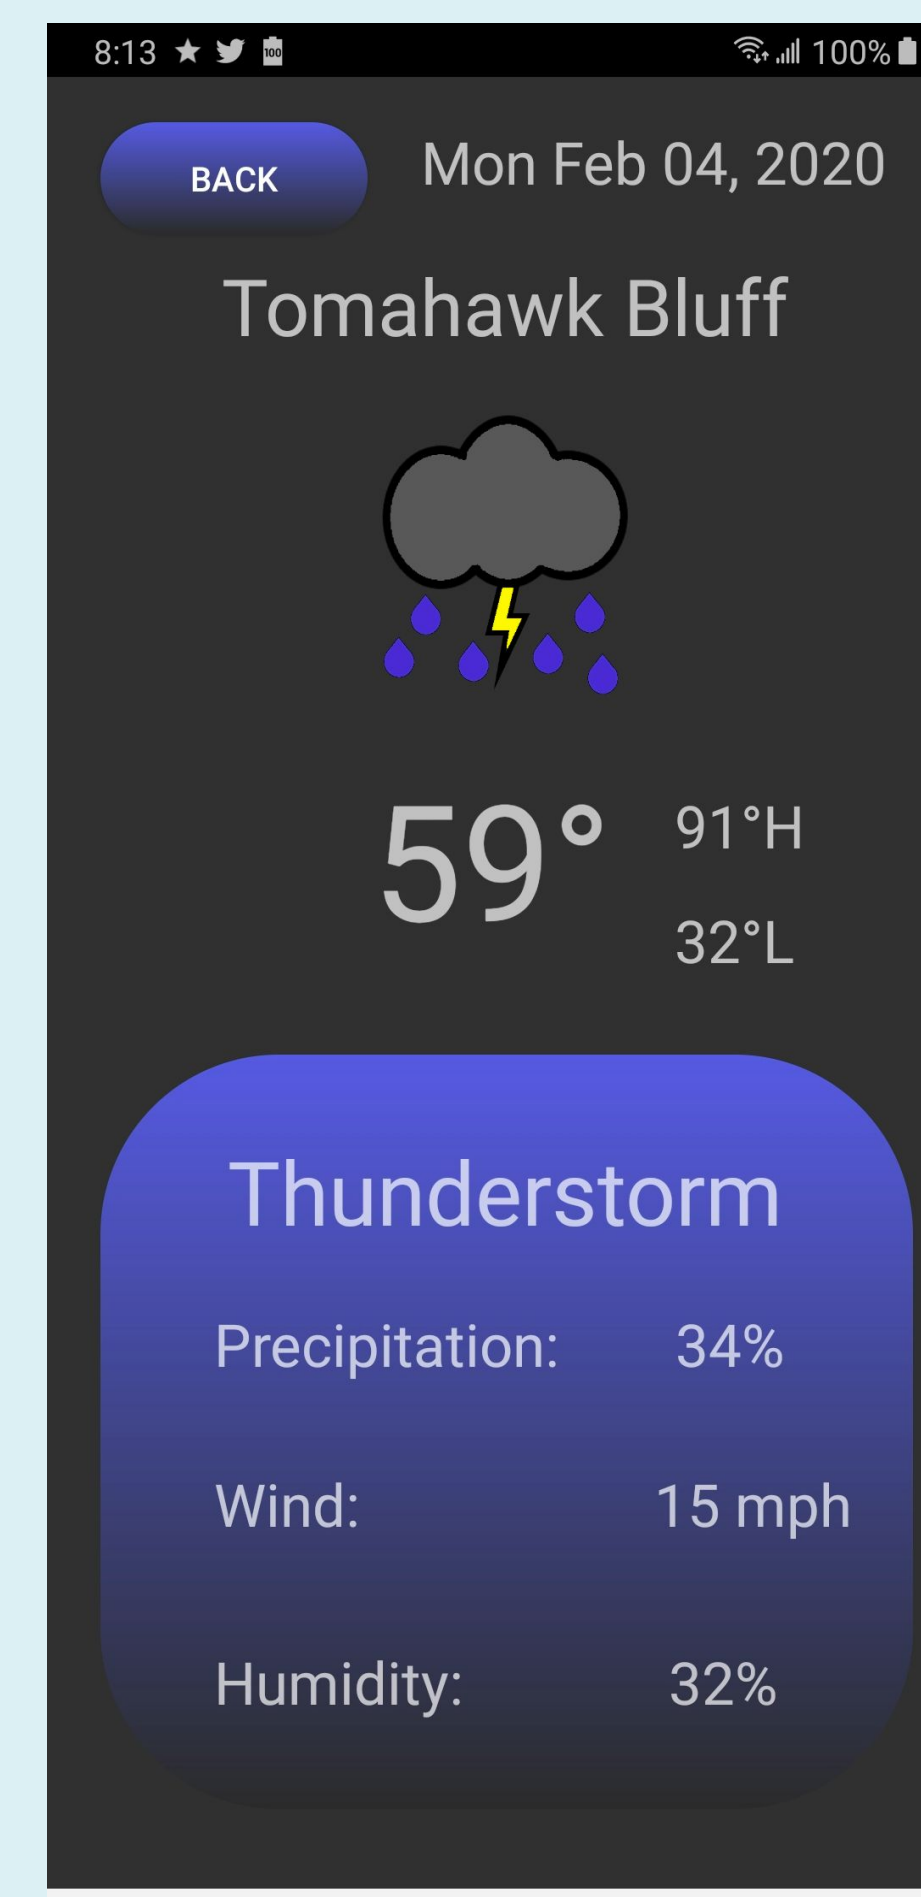 8:13 100 100%
BACK Mon Feb 04, 2020
Tomahawk Bluff
59° 91°H
32°L
Thunderstorm
Precipitation: 34%
Wind: 15 mph
Humidity: 32%